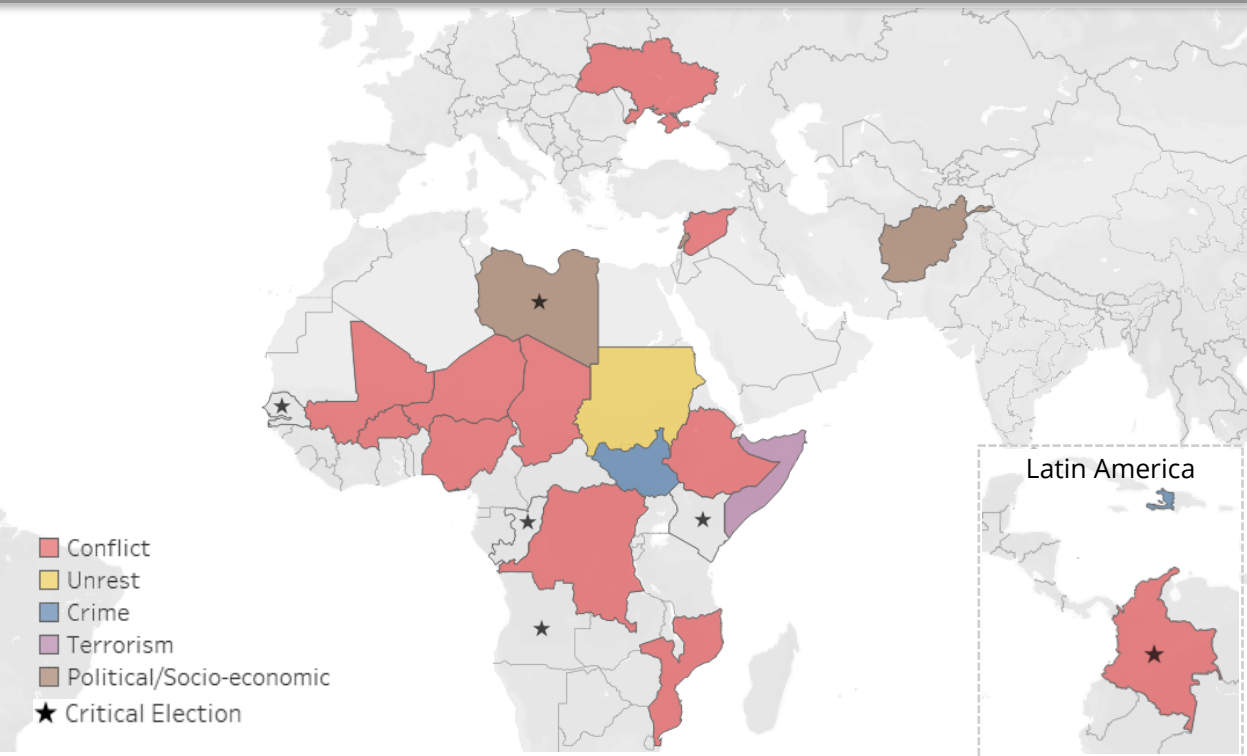 Latin America
Conflict
Unrest
Crime
Terrorism
Political/Socio-economic
Critical Election